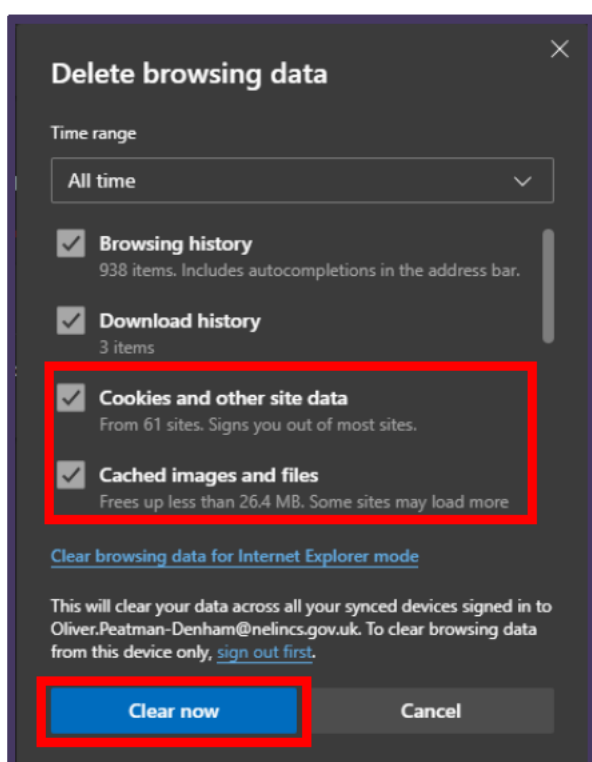 Delete browsing data
Time range
All time
Browsing history
938 items. Includes autocompletions in the address bar.
Download history
3 items
Cookies and other site data
From 61 sites. Signs you out of most sites.
Cached images and files
Frees up less than 26.4 MB. Some sites may load more
Clear browsing data for Internet Explorer mode
This will clear your data across all your synced devices signed in to
Oliver.Peatman-Denham@nelincs.gov.uk. To clear browsing data
from this device only, sign out first.
Clear now
Cancel